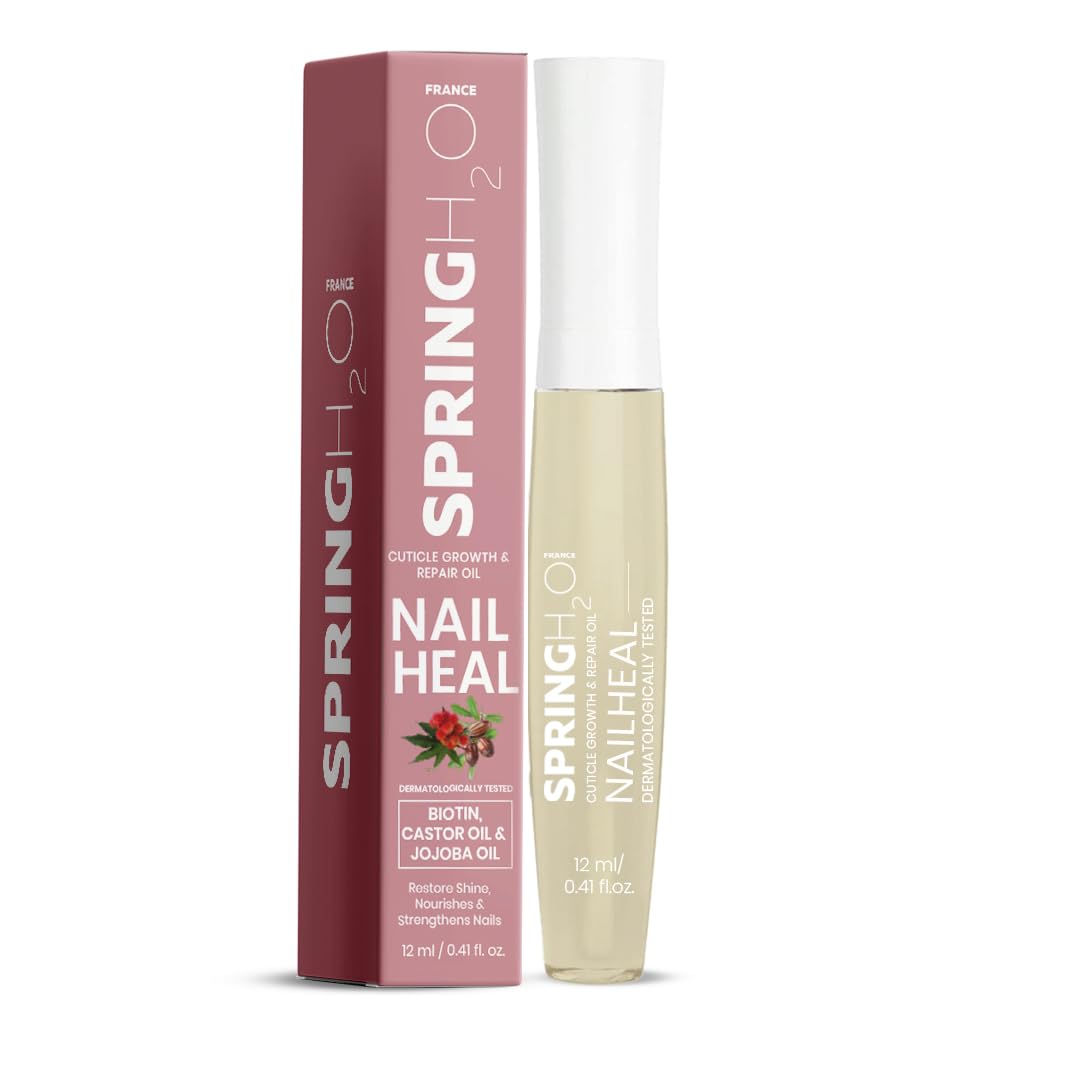 FRANCE
SPRINGH2O
FRANCE
SPRINGH2O
CUTICLE GROWTH &
REPAIR OIL
NAIL
HEAL
DERMATOLOGICALLY TESTED
BIOTIN,
CASTOR OIL &
JOJOBA OIL
Restore Shine,
Nourishes &
Strengthens Nails
12 ml / 0.41 fl. oz.
FRANCE
SPRINGH2O
CUTICLE GROWTH & REPAIR OIL
NAILHEAL
DERMATOLOGICALLY TESTED
12 ml/
0.41 fl.oz.